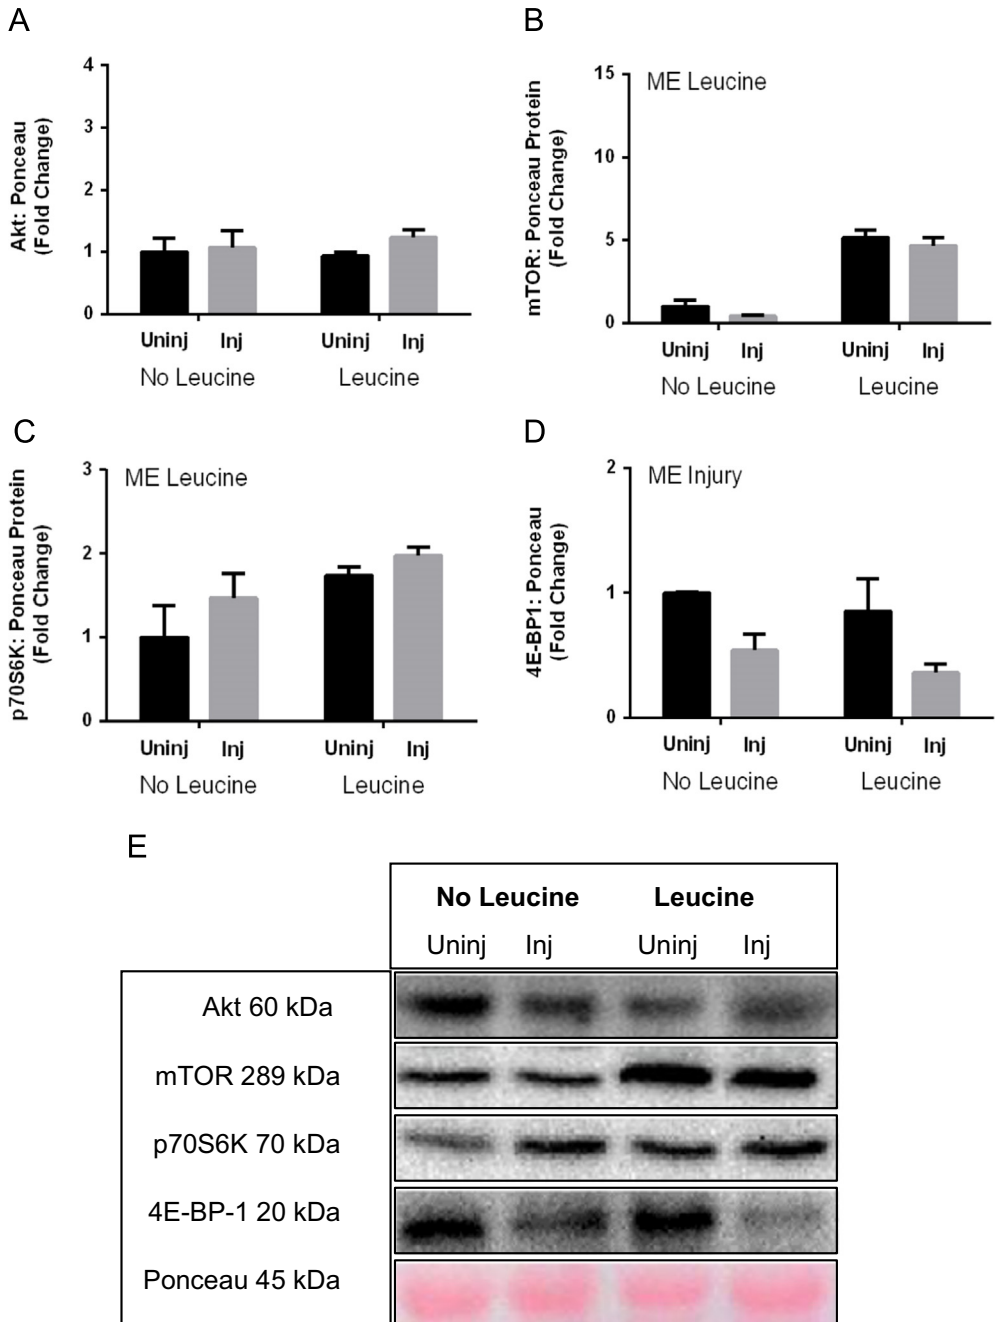 A
Akt: Ponceau
(Fold Change)
4
3
2
1
0
Uninj Inj Uninj Inj
No Leucine Leucine
B
mTOR: Ponceau Protein
(Fold Change)
ME Leucine
15
10
5
0
Uninj Inj Uninj Inj
No Leucine Leucine
C
p70S6K: Ponceau Protein
(Fold Change)
ME Leucine
3
2
1
0
Uninj Inj Uninj Inj
No Leucine Leucine
D
4E-BP1: Ponceau
(Fold Change)
ME Injury
2
1
0
Uninj Inj Uninj Inj
No Leucine Leucine
E
No Leucine Leucine
Uninj Inj Uninj Inj
Akt 60 kDa
mTOR 289 kDa
p70S6K 70 kDa
4E-BP-1 20 kDa
Ponceau 45 kDa